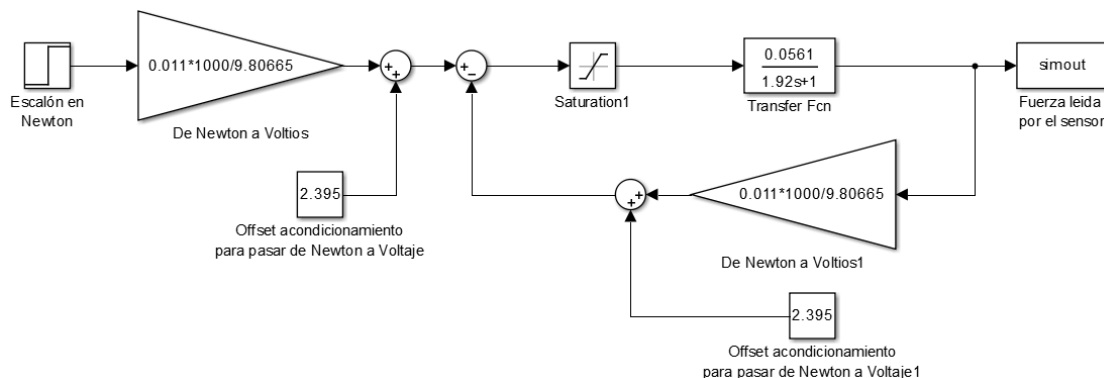 0.011*1000/9.80665
+
+
+
−
0.0561
1.92s+1
simout
Escalón en
Newton
De Newton a Voltios
Saturation1
Transfer Fcn
Fuerza leida
por el sensor
2.395
+
+
0.011*1000/9.80665
Offset acondicionamiento
para pasar de Newton a Voltaje
De Newton a Voltios1
2.395
Offset acondicionamiento
para pasar de Newton a Voltaje1